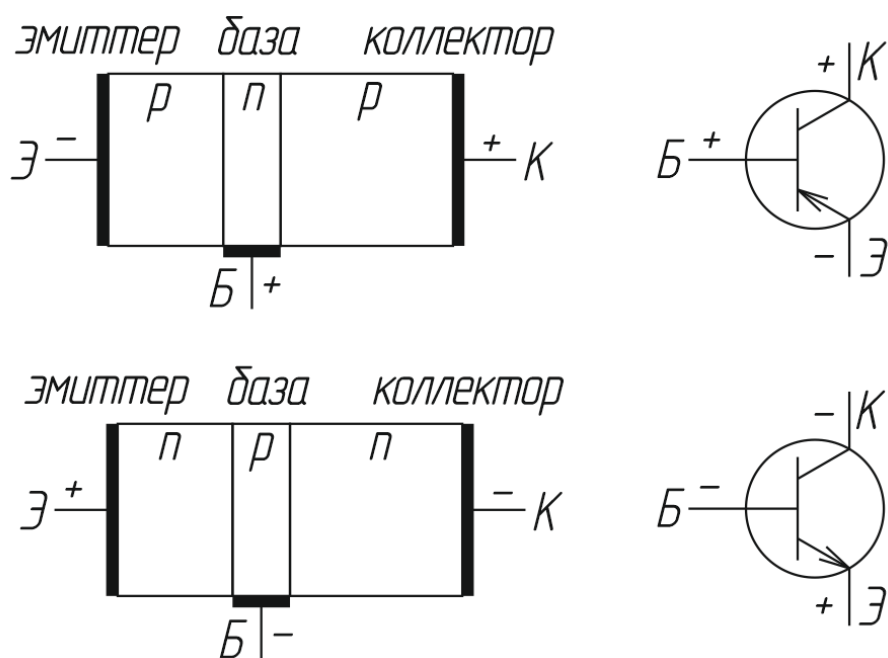 эмиттер база коллектор
p n p
Э − + К
Б +
+ К
Б +
− Э
эмиттер база коллектор
n p n
Э + − К
Б −
− К
Б −
+ Э